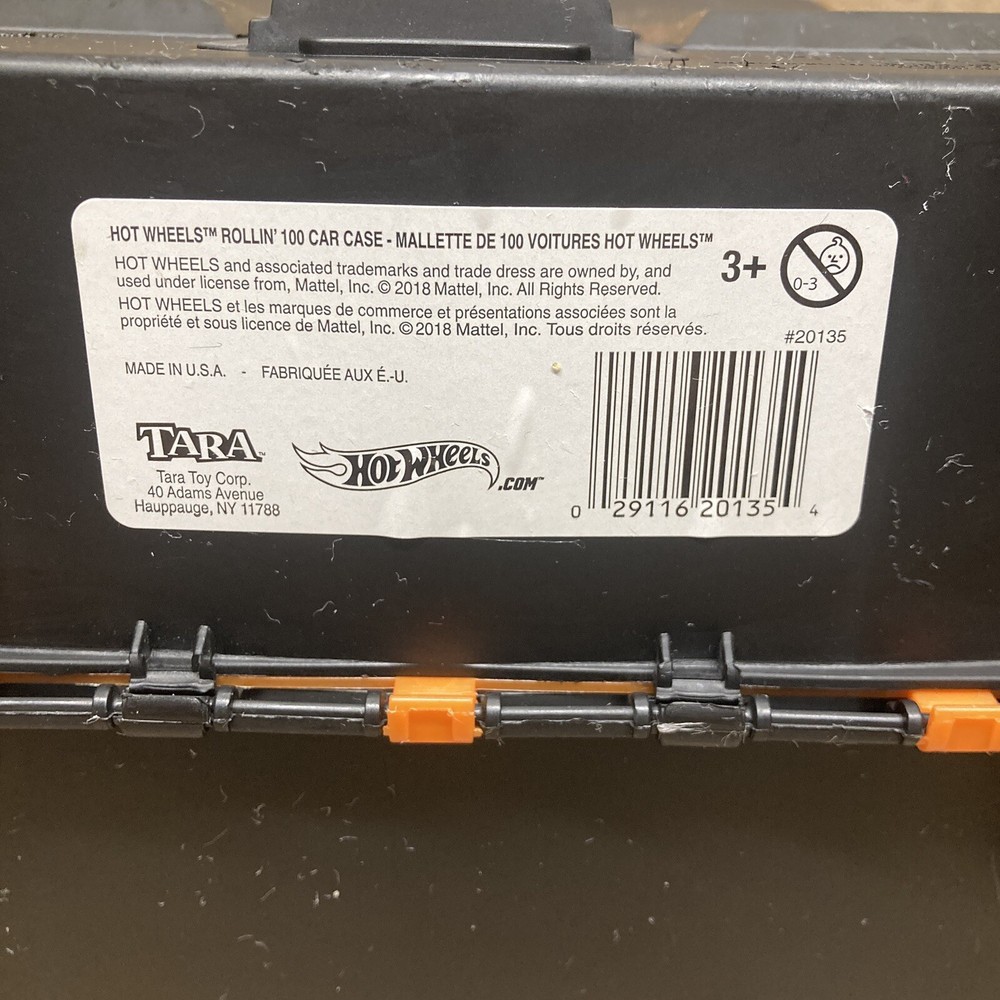 HOT WHEELS™ ROLLIN' 100 CAR CASE - MALLETTE DE 100 VOITURES HOT WHEELS™
HOT WHEELS and associated trademarks and trade dress are owned by, and
used under license from, Mattel, Inc. © 2018 Mattel, Inc. All Rights Reserved.
HOT WHEELS et les marques de commerce et présentations associées sont la
propriété et sous licence de Mattel, Inc. © 2018 Mattel, Inc. Tous droits réservés.
3+
0-3
#20135
MADE IN U.S.A. - FABRIQUÉE AUX É.-U.
TARA™
Tara Toy Corp.
40 Adams Avenue
Hauppauge, NY 11788
HOT WHEELS.COM™
0 29116 20135 4